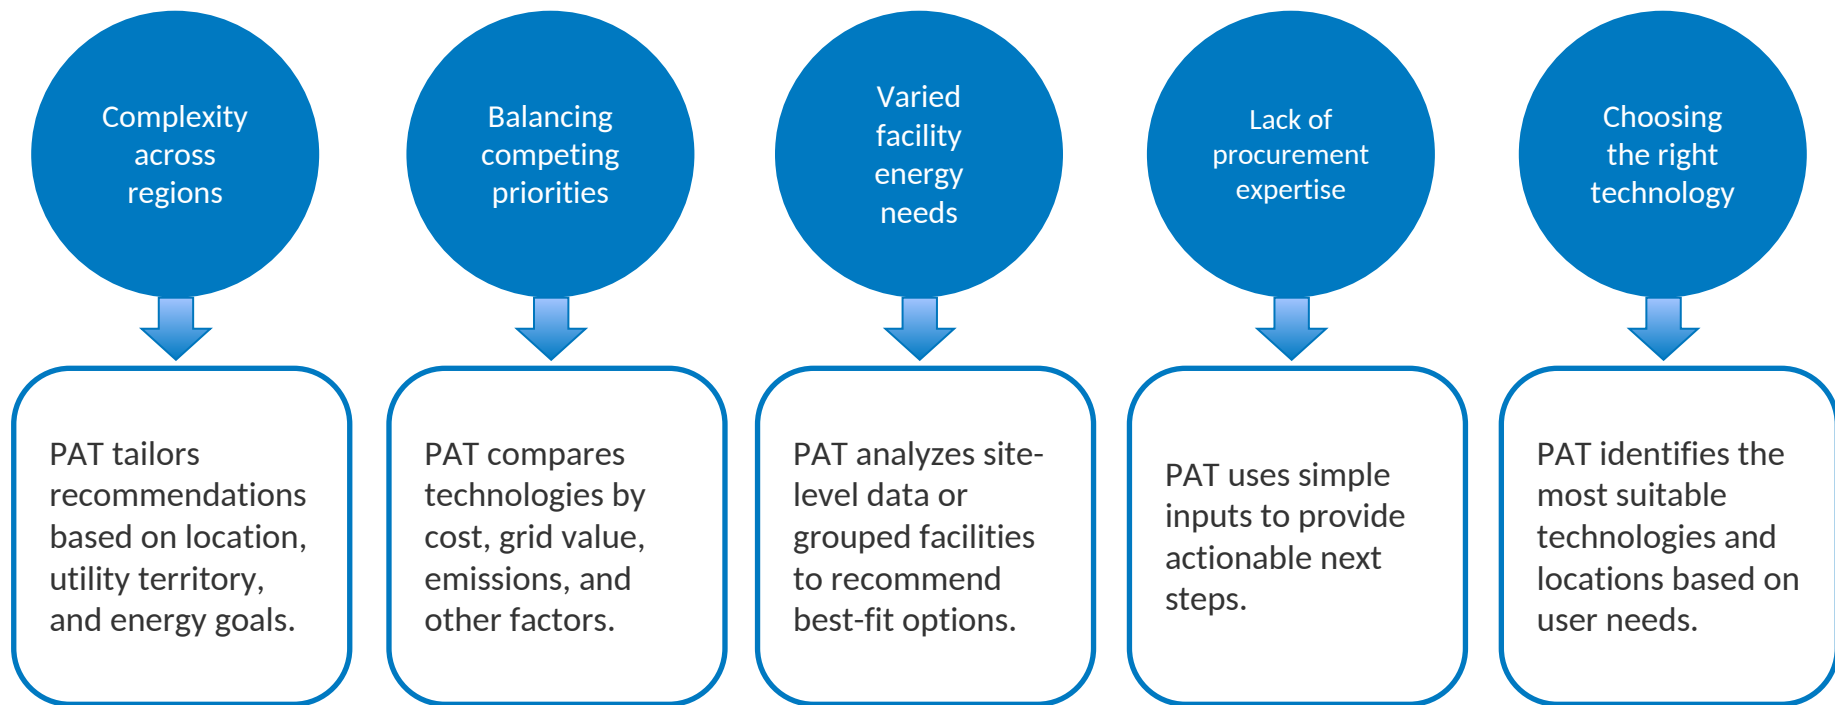 Complexity
across
regions
Balancing
competing
priorities
Varied
facility
energy
needs
Lack of
procurement
expertise
Choosing
the right
technology
PAT tailors
recommendations
based on location,
utility territory,
and energy goals.
PAT compares
technologies by
cost, grid value,
emissions, and
other factors.
PAT analyzes site-
level data or
grouped facilities
to recommend
best-fit options.
PAT uses simple
inputs to provide
actionable next
steps.
PAT identifies the
most suitable
technologies and
locations based on
user needs.